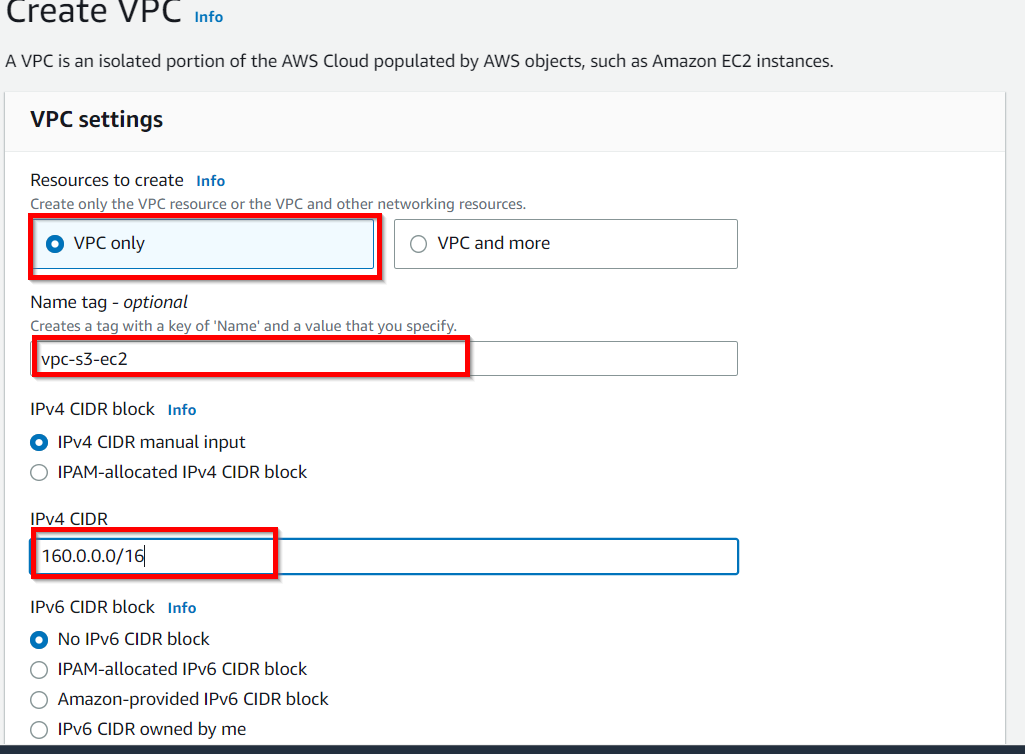 Create VPC Info
A VPC is an isolated portion of the AWS Cloud populated by AWS objects, such as Amazon EC2 instances.
VPC settings
Resources to create Info
Create only the VPC resource or the VPC and other networking resources.
VPC only
VPC and more
Name tag - optional
Creates a tag with a key of 'Name' and a value that you specify.
vpc-s3-ec2
IPv4 CIDR block Info
IPv4 CIDR manual input
IPAM-allocated IPv4 CIDR block
IPv4 CIDR
160.0.0.0/16
IPv6 CIDR block Info
No IPv6 CIDR block
IPAM-allocated IPv6 CIDR block
Amazon-provided IPv6 CIDR block
IPv6 CIDR owned by me